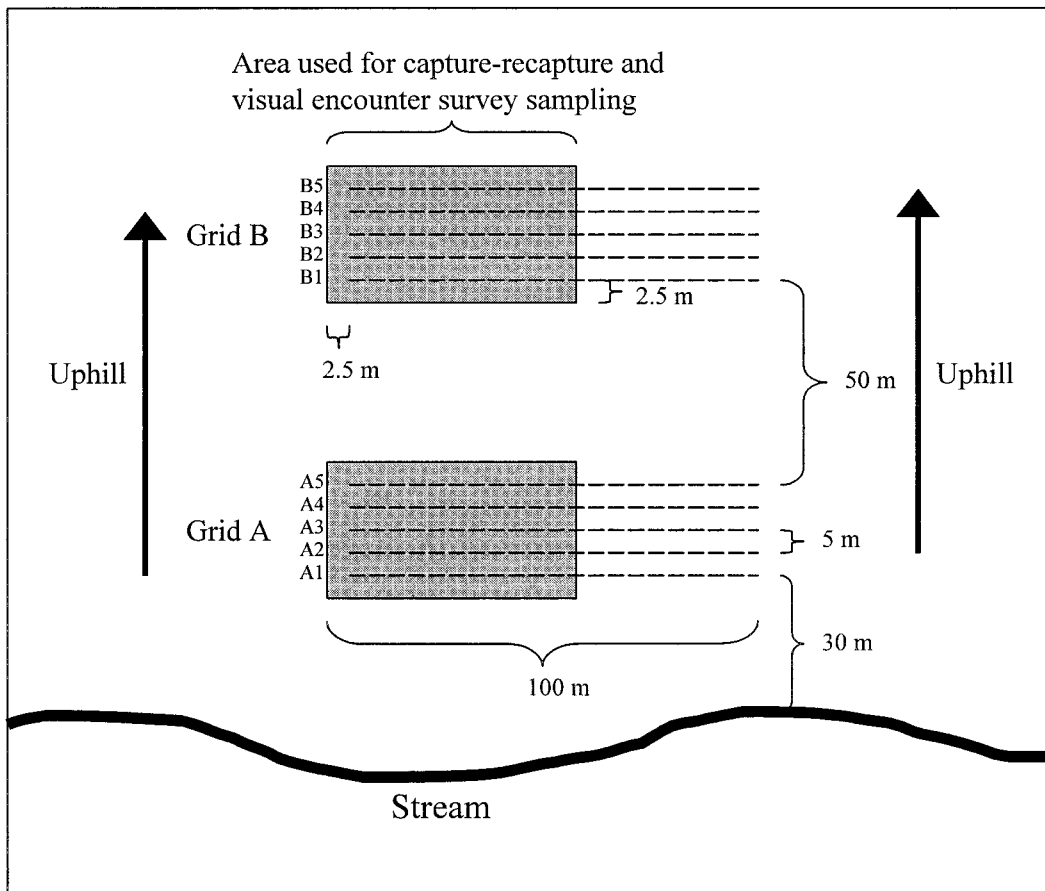 Area used for capture-recapture and
visual encounter survey sampling
B5
B4
Grid B
B3
B2
B1
2.5 m
2.5 m
Uphill
50 m
Uphill
A5
A4
Grid A
A3
5 m
A2
A1
30 m
100 m
Stream